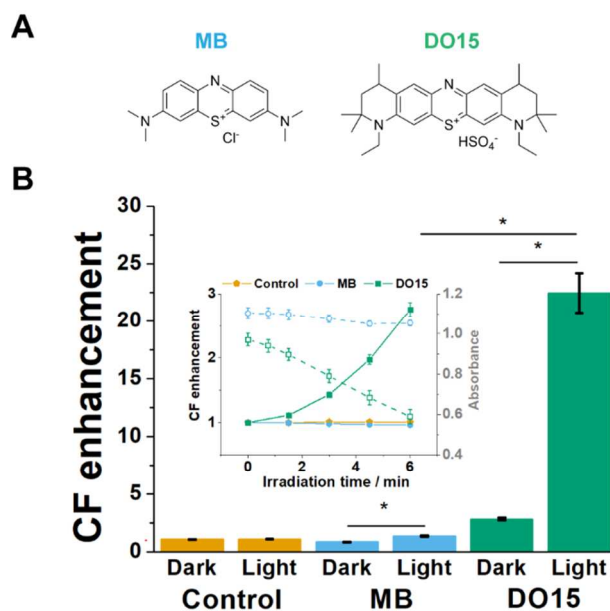 A
MB
DO15
N
N
S+
N
Cl-
N
N
S+
N
HSO4-
B
CF enhancement
30
25
20
15
10
5
0
*
*
*
Control MB DO15
CF enhancement
3
2
1
1.2
1.0
0.8
0.6
0.4
Absorbance
0 2 4 6
Irradiation time / min
Dark Light Dark Light Dark Light
Control MB DO15